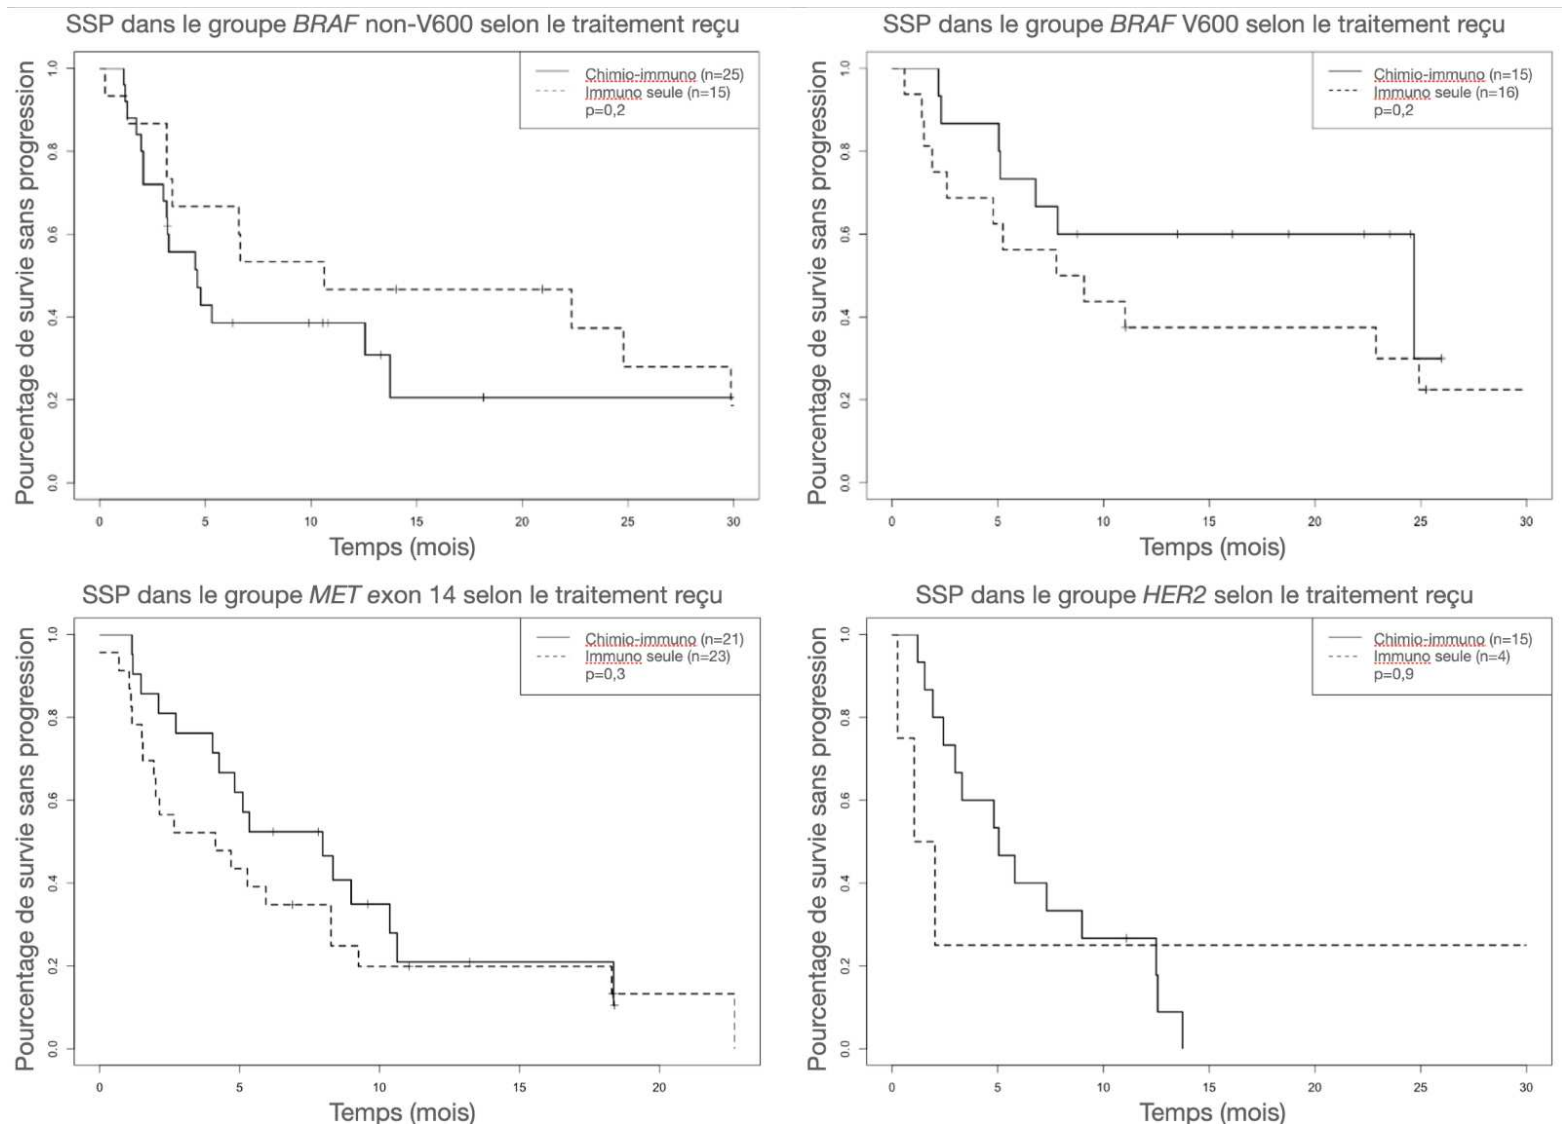 SSP dans le groupe BRAF non-V600 selon le traitement reçu
Pourcentage de survie sans progression
1.0
0.8
0.6
0.4
0.2
0.0
Chimio-immuno (n=25)
Immuno seule (n=15)
p=0,2
0 5 10 15 20 25 30
Temps (mois)
SSP dans le groupe BRAF V600 selon le traitement reçu
Pourcentage de survie sans progression
1.0
0.8
0.6
0.4
0.2
0.0
Chimio-immuno (n=15)
Immuno seule (n=16)
p=0,2
0 5 10 15 20 25 30
Temps (mois)
SSP dans le groupe MET exon 14 selon le traitement reçu
Pourcentage de survie sans progression
1.0
0.8
0.6
0.4
0.2
0.0
Chimio-immuno (n=21)
Immuno seule (n=23)
p=0,3
0 5 10 15 20
Temps (mois)
SSP dans le groupe HER2 selon le traitement reçu
Pourcentage de survie sans progression
1.0
0.8
0.6
0.4
0.2
0.0
Chimio-immuno (n=15)
Immuno seule (n=4)
p=0,9
0 5 10 15 20 25 30
Temps (mois)